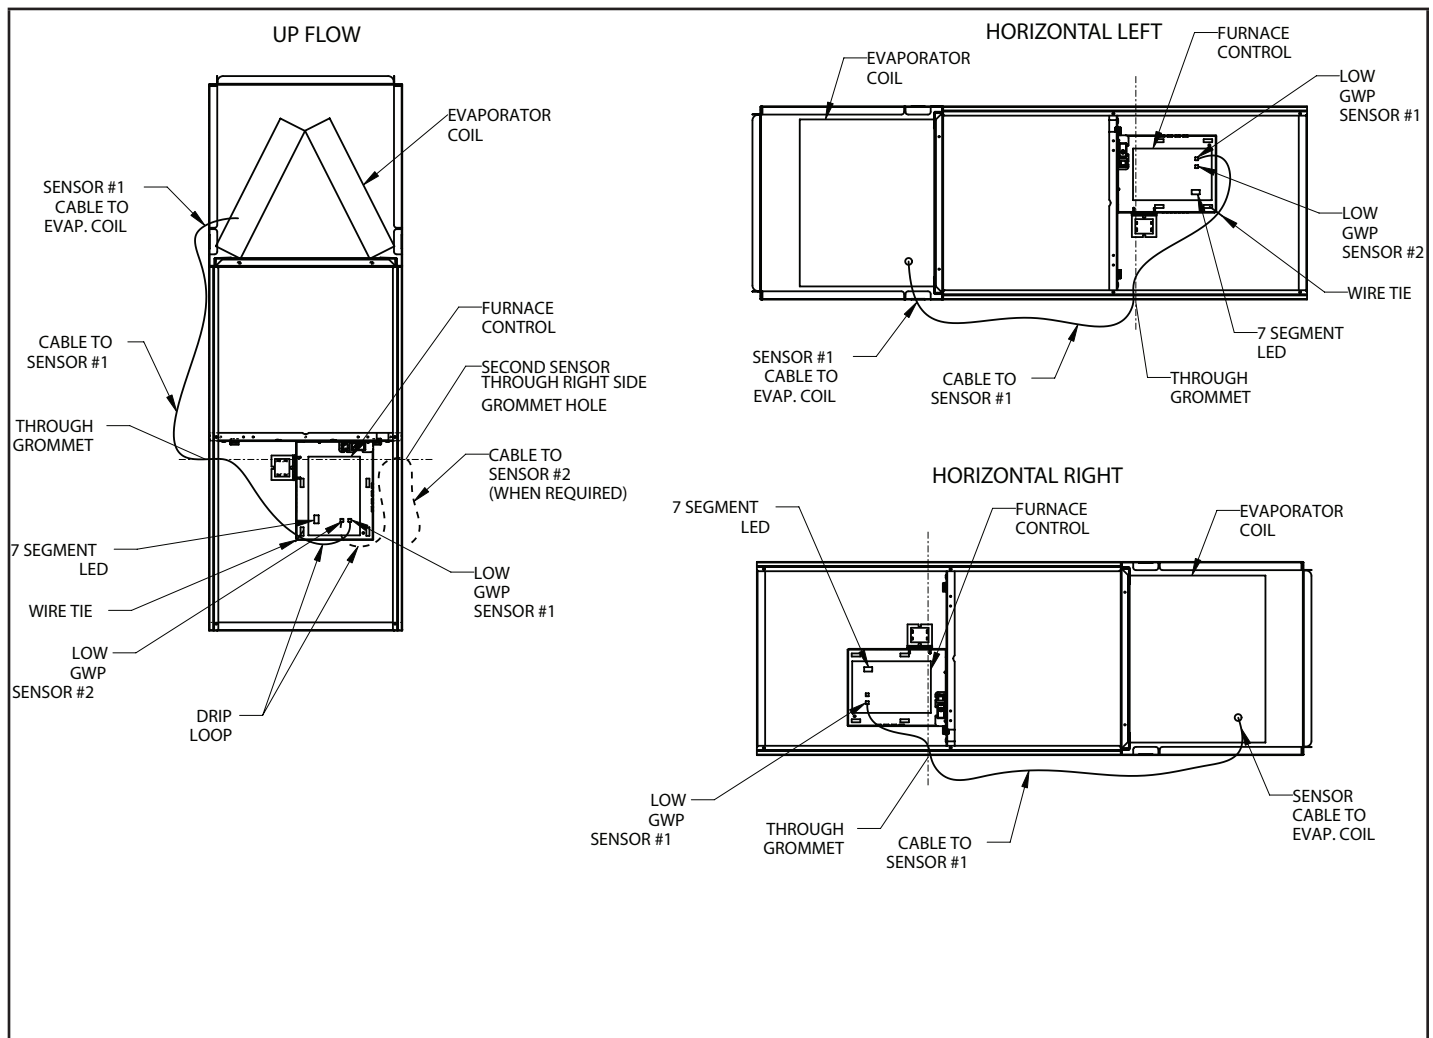 UP FLOW
EVAPORATOR
COIL
SENSOR #1
CABLE TO
EVAP. COIL
FURNACE
CONTROL
CABLE TO
SENSOR #1
SECOND SENSOR
THROUGH RIGHT SIDE
GROMMET HOLE
THROUGH
GROMMET
CABLE TO
SENSOR #2
(WHEN REQUIRED)
7 SEGMENT
LED
LOW
GWP
SENSOR #1
WIRE TIE
LOW
GWP
SENSOR #2
DRIP
LOOP
HORIZONTAL LEFT
FURNACE
CONTROL
EVAPORATOR
COIL
LOW
GWP
SENSOR #1
LOW
GWP
SENSOR #2
WIRE TIE
7 SEGMENT
LED
SENSOR #1
CABLE TO
EVAP. COIL
CABLE TO
SENSOR #1
THROUGH
GROMMET
HORIZONTAL RIGHT
7 SEGMENT
LED
FURNACE
CONTROL
EVAPORATOR
COIL
LOW
GWP
SENSOR #1
THROUGH
GROMMET
CABLE TO
SENSOR #1
SENSOR
CABLE TO
EVAP. COIL